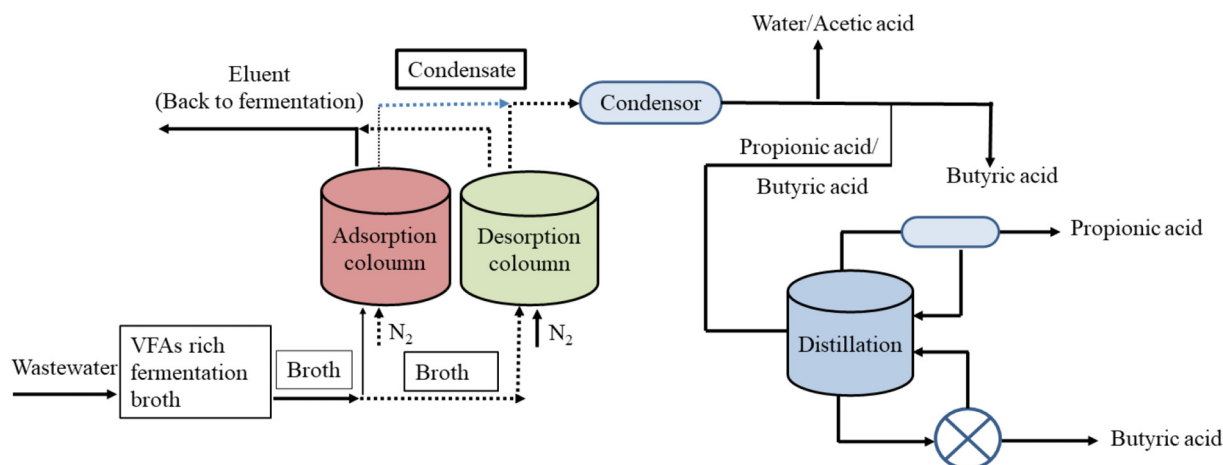 Water/Acetic acid
Condensate
Eluent
(Back to fermentation)
Condensor
Propionic acid/
Butyric acid
Butyric acid
Adsorption
coloumn
Desorption
coloumn
Propionic acid
N2
N2
Distillation
Wastewater
VFAs rich
fermentation
broth
Broth
Broth
Butyric acid